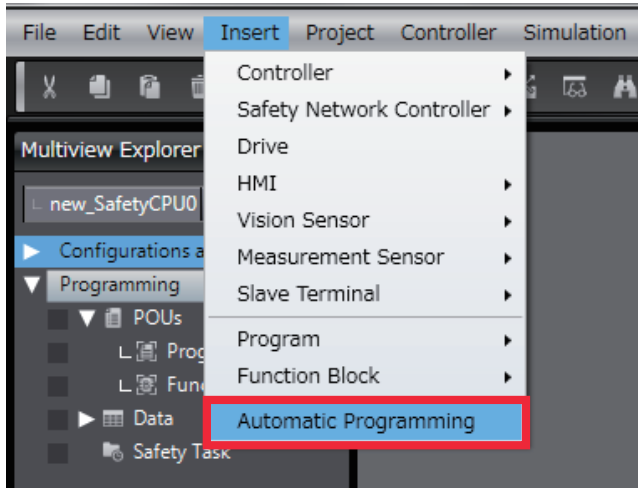 File Edit View Insert Project Controller Simulation
Controller
Safety Network Controller
Multiview Explorer
Drive
HMI
new_SafetyCPU0
Vision Sensor
Configurations a
Measurement Sensor
Programming
Slave Terminal
POUs
Program
Prog
Function Block
Func
Automatic Programming
Data
Safety Task